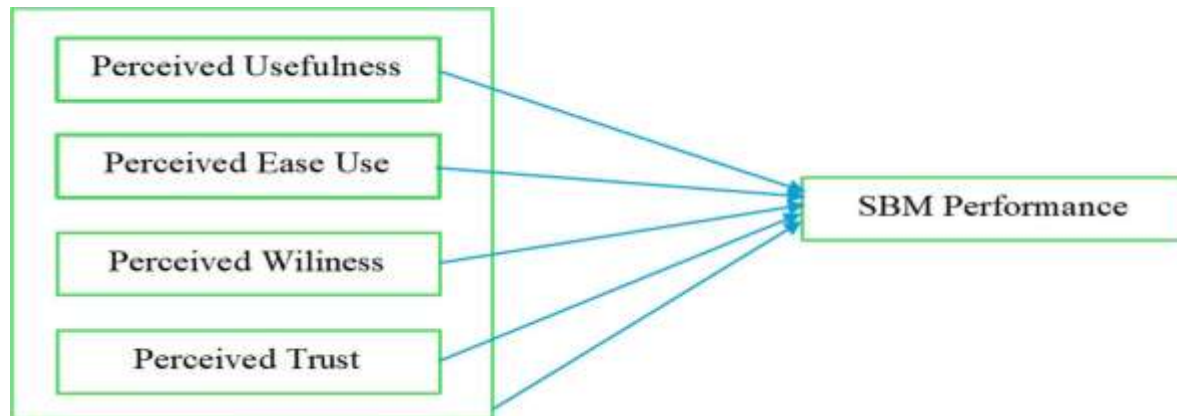 Perceived Usefulness
Perceived Ease Use
Perceived Wiliness
Perceived Trust
SBM Performance